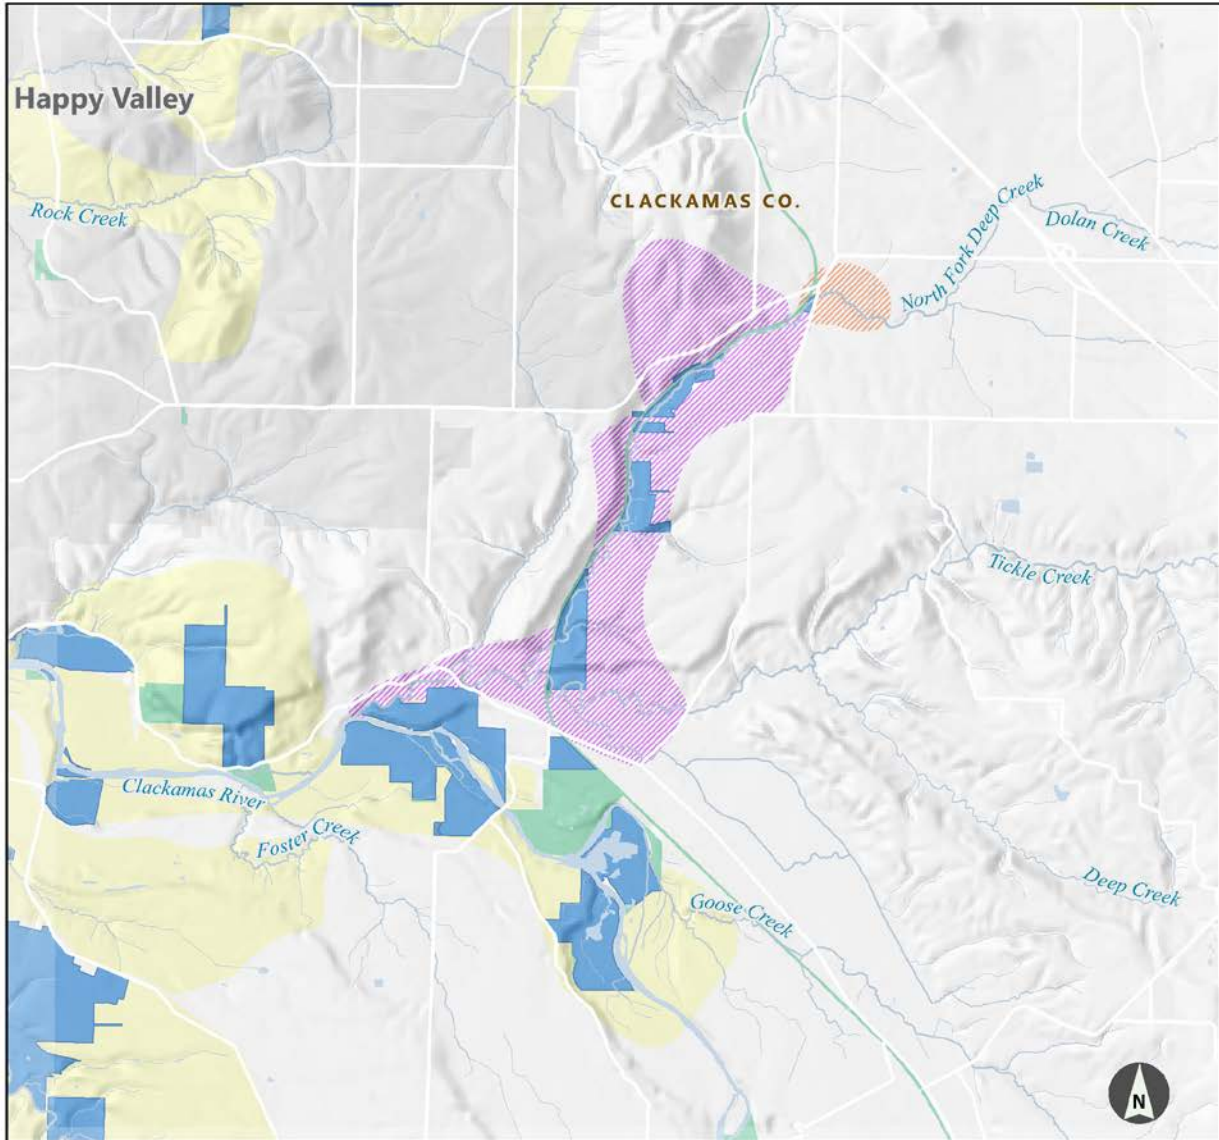 Happy Valley
CLACKAMAS CO.
Rock Creek
North Fork Deep Creek
Dolan Creek
Tickle Creek
Clackamas River
Foster Creek
Goose Creek
Deep Creek
N